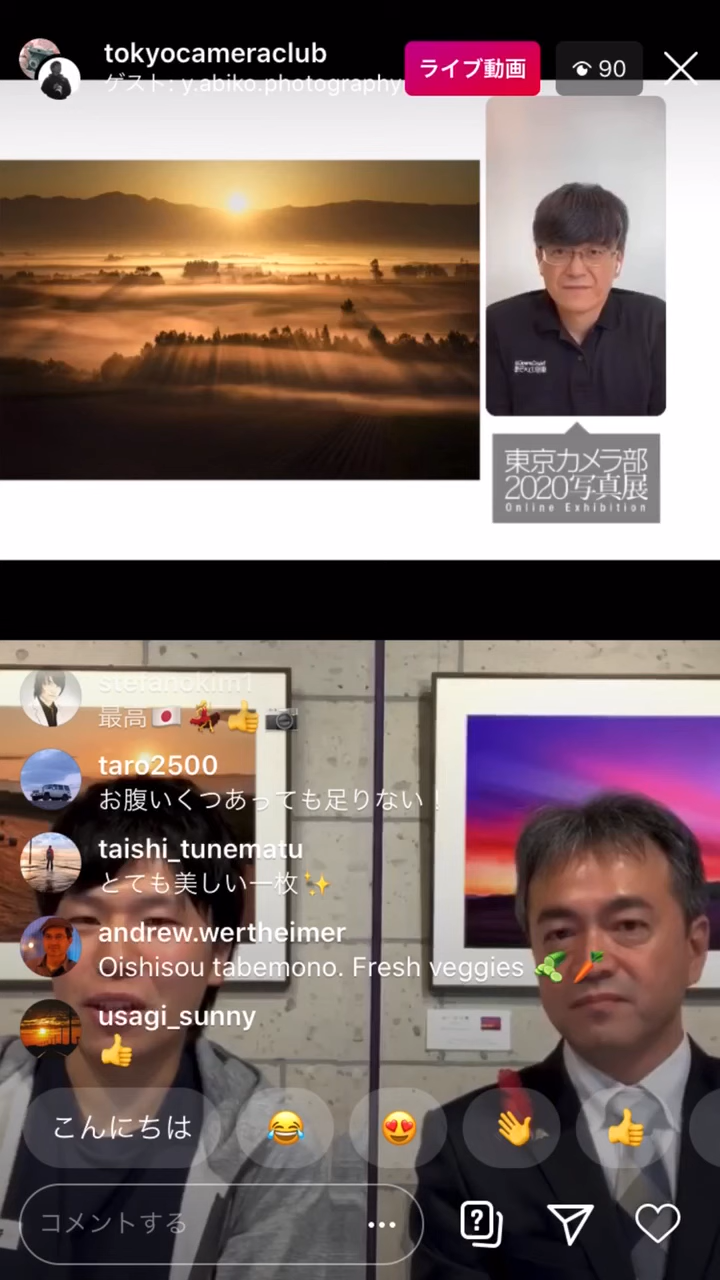 tokyocameraclub
ゲスト: y.abiko.photography
ライブ動画
90
東京カメラ部
2020写真展
Online Exhibition
stefanokim1
最高🇯🇵💃👍📷
taro2500
お腹いくつあっても足りない！
taishi_tunematu
とても美しい一枚✨
andrew.wertheimer
Oishisou tabemono. Fresh veggies 🥒🥕
usagi_sunny
👍
こんにちは 😂 😍 👋 👍
コメントする